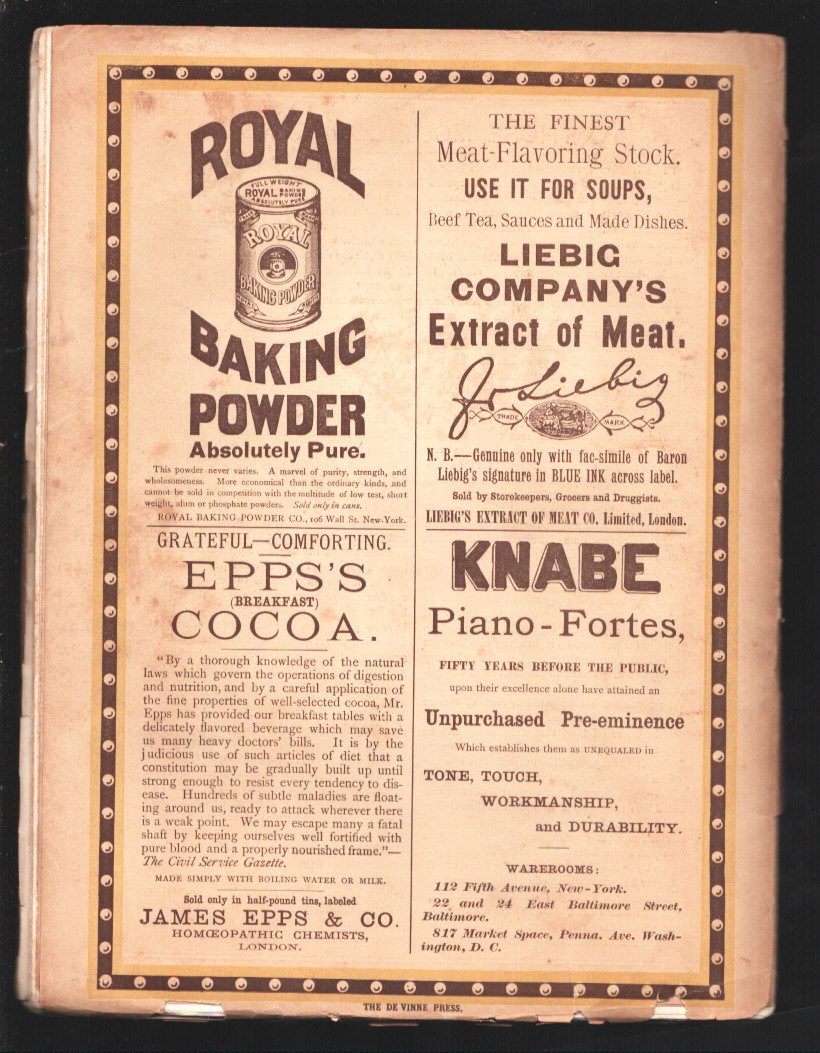 ROYAL
FULL WEIGHT
ROYAL BAKING POWDER
ABSOLUTELY PURE
ROYAL
BAKING POWDER
BAKING
POWDER
Absolutely Pure.
This powder never varies. A marvel of purity, strength, and
wholesomeness. More economical than the ordinary kinds, and
cannot be sold in competition with the multitude of low test, short
weight, alum or phosphate powders. Sold only in cans.
ROYAL BAKING POWDER CO., 106 Wall St. New-York.
GRATEFUL—COMFORTING.
EPPS'S
(BREAKFAST)
COCOA.
"By a thorough knowledge of the natural
laws which govern the operations of digestion
and nutrition, and by a careful application of
the fine properties of well-selected cocoa, Mr.
Epps has provided our breakfast tables with a
delicately flavored beverage which may save
us many heavy doctors' bills. It is by the
judicious use of such articles of diet that a
constitution may be gradually built up until
strong enough to resist every tendency to dis-
ease. Hundreds of subtle maladies are float-
ing around us, ready to attack wherever there
is a weak point. We may escape many a fatal
shaft by keeping ourselves well fortified with
pure blood and a properly nourished frame."—
The Civil Service Gazette.
MADE SIMPLY WITH BOILING WATER OR MILK.
Sold only in half-pound tins, labeled
JAMES EPPS & CO.
HOMŒOPATHIC CHEMISTS,
LONDON.
THE FINEST
Meat-Flavoring Stock.
USE IT FOR SOUPS,
Beef Tea, Sauces and Made Dishes.
LIEBIG
COMPANY'S
Extract of Meat.
Jv Liebig
TRADE MARK
N. B.—Genuine only with fac-simile of Baron
Liebig's signature in BLUE INK across label.
Sold by Storekeepers, Grocers and Druggists.
LIEBIG'S EXTRACT OF MEAT CO. Limited, London.
KNABE
Piano-Fortes,
FIFTY YEARS BEFORE THE PUBLIC,
upon their excellence alone have attained an
Unpurchased Pre-eminence
Which establishes them as UNEQUALED in
TONE, TOUCH,
WORKMANSHIP,
and DURABILITY.
WAREROOMS:
112 Fifth Avenue, New-York.
22 and 24 East Baltimore Street,
Baltimore.
817 Market Space, Penna. Ave. Wash-
ington, D. C.
THE DE VINNE PRESS.